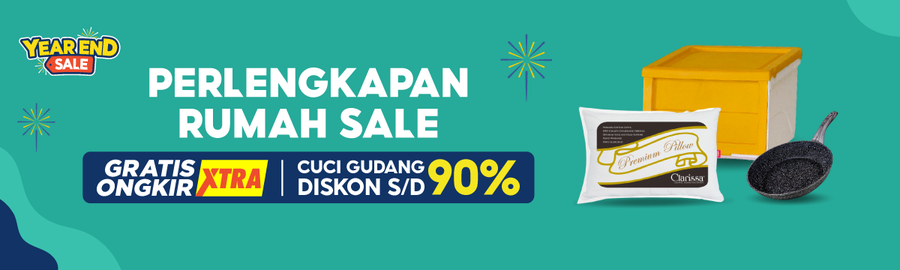 YEAR END
SALE
PERLENGKAPAN
RUMAH SALE
GRATIS
ONGKIR XTRA
CUCI GUDANG
DISKON S/D 90%
Premium Pillow
Clarissa